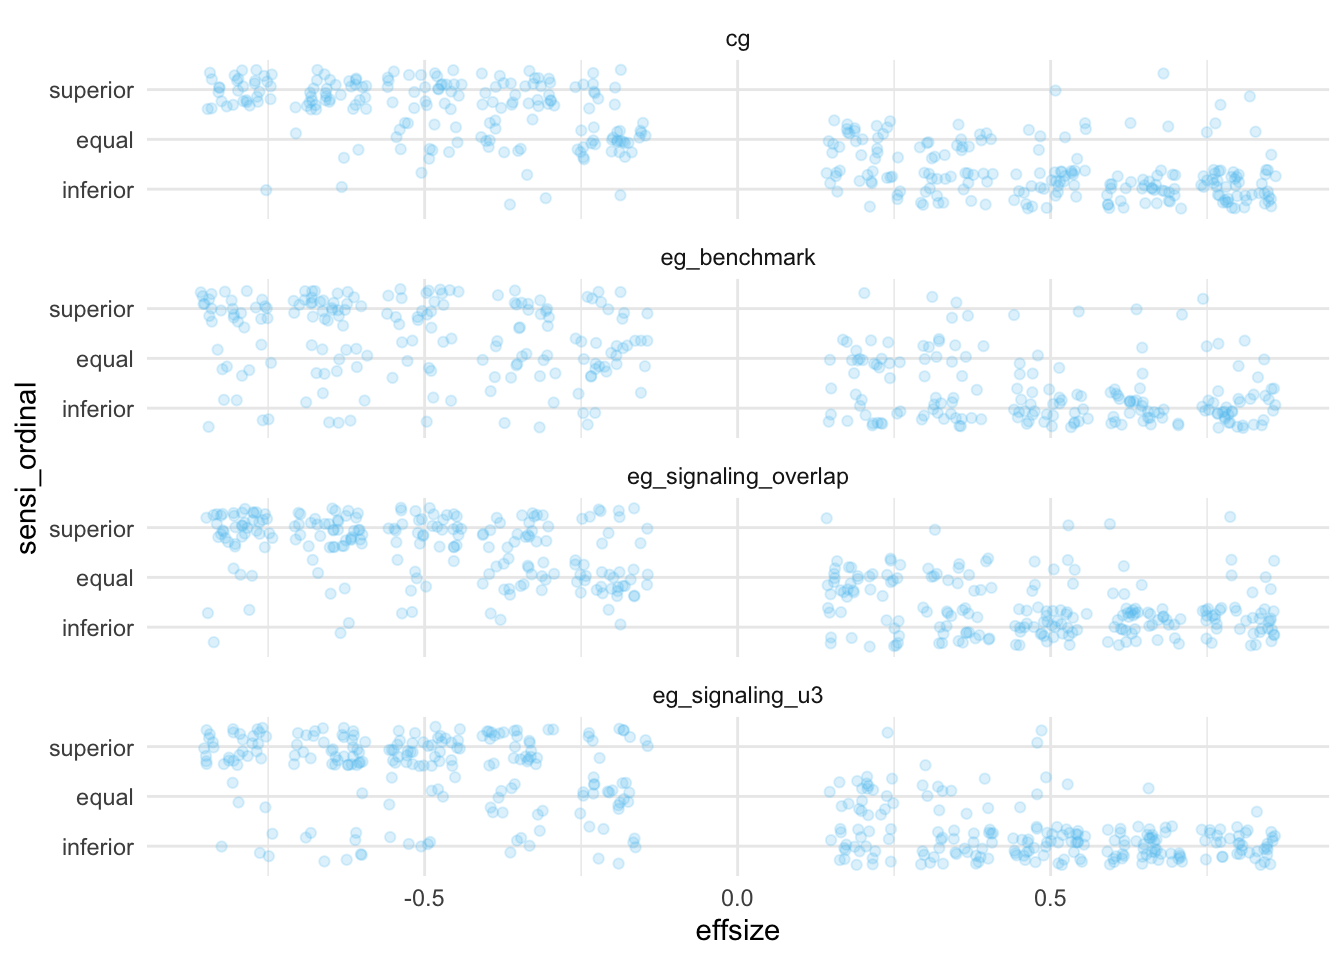 cg
superior
equal
inferior
eg_benchmark
superior
equal
inferior
eg_signaling_overlap
superior
equal
inferior
eg_signaling_u3
superior
equal
inferior
sensi_ordinal
-0.5 0.0 0.5
effsize